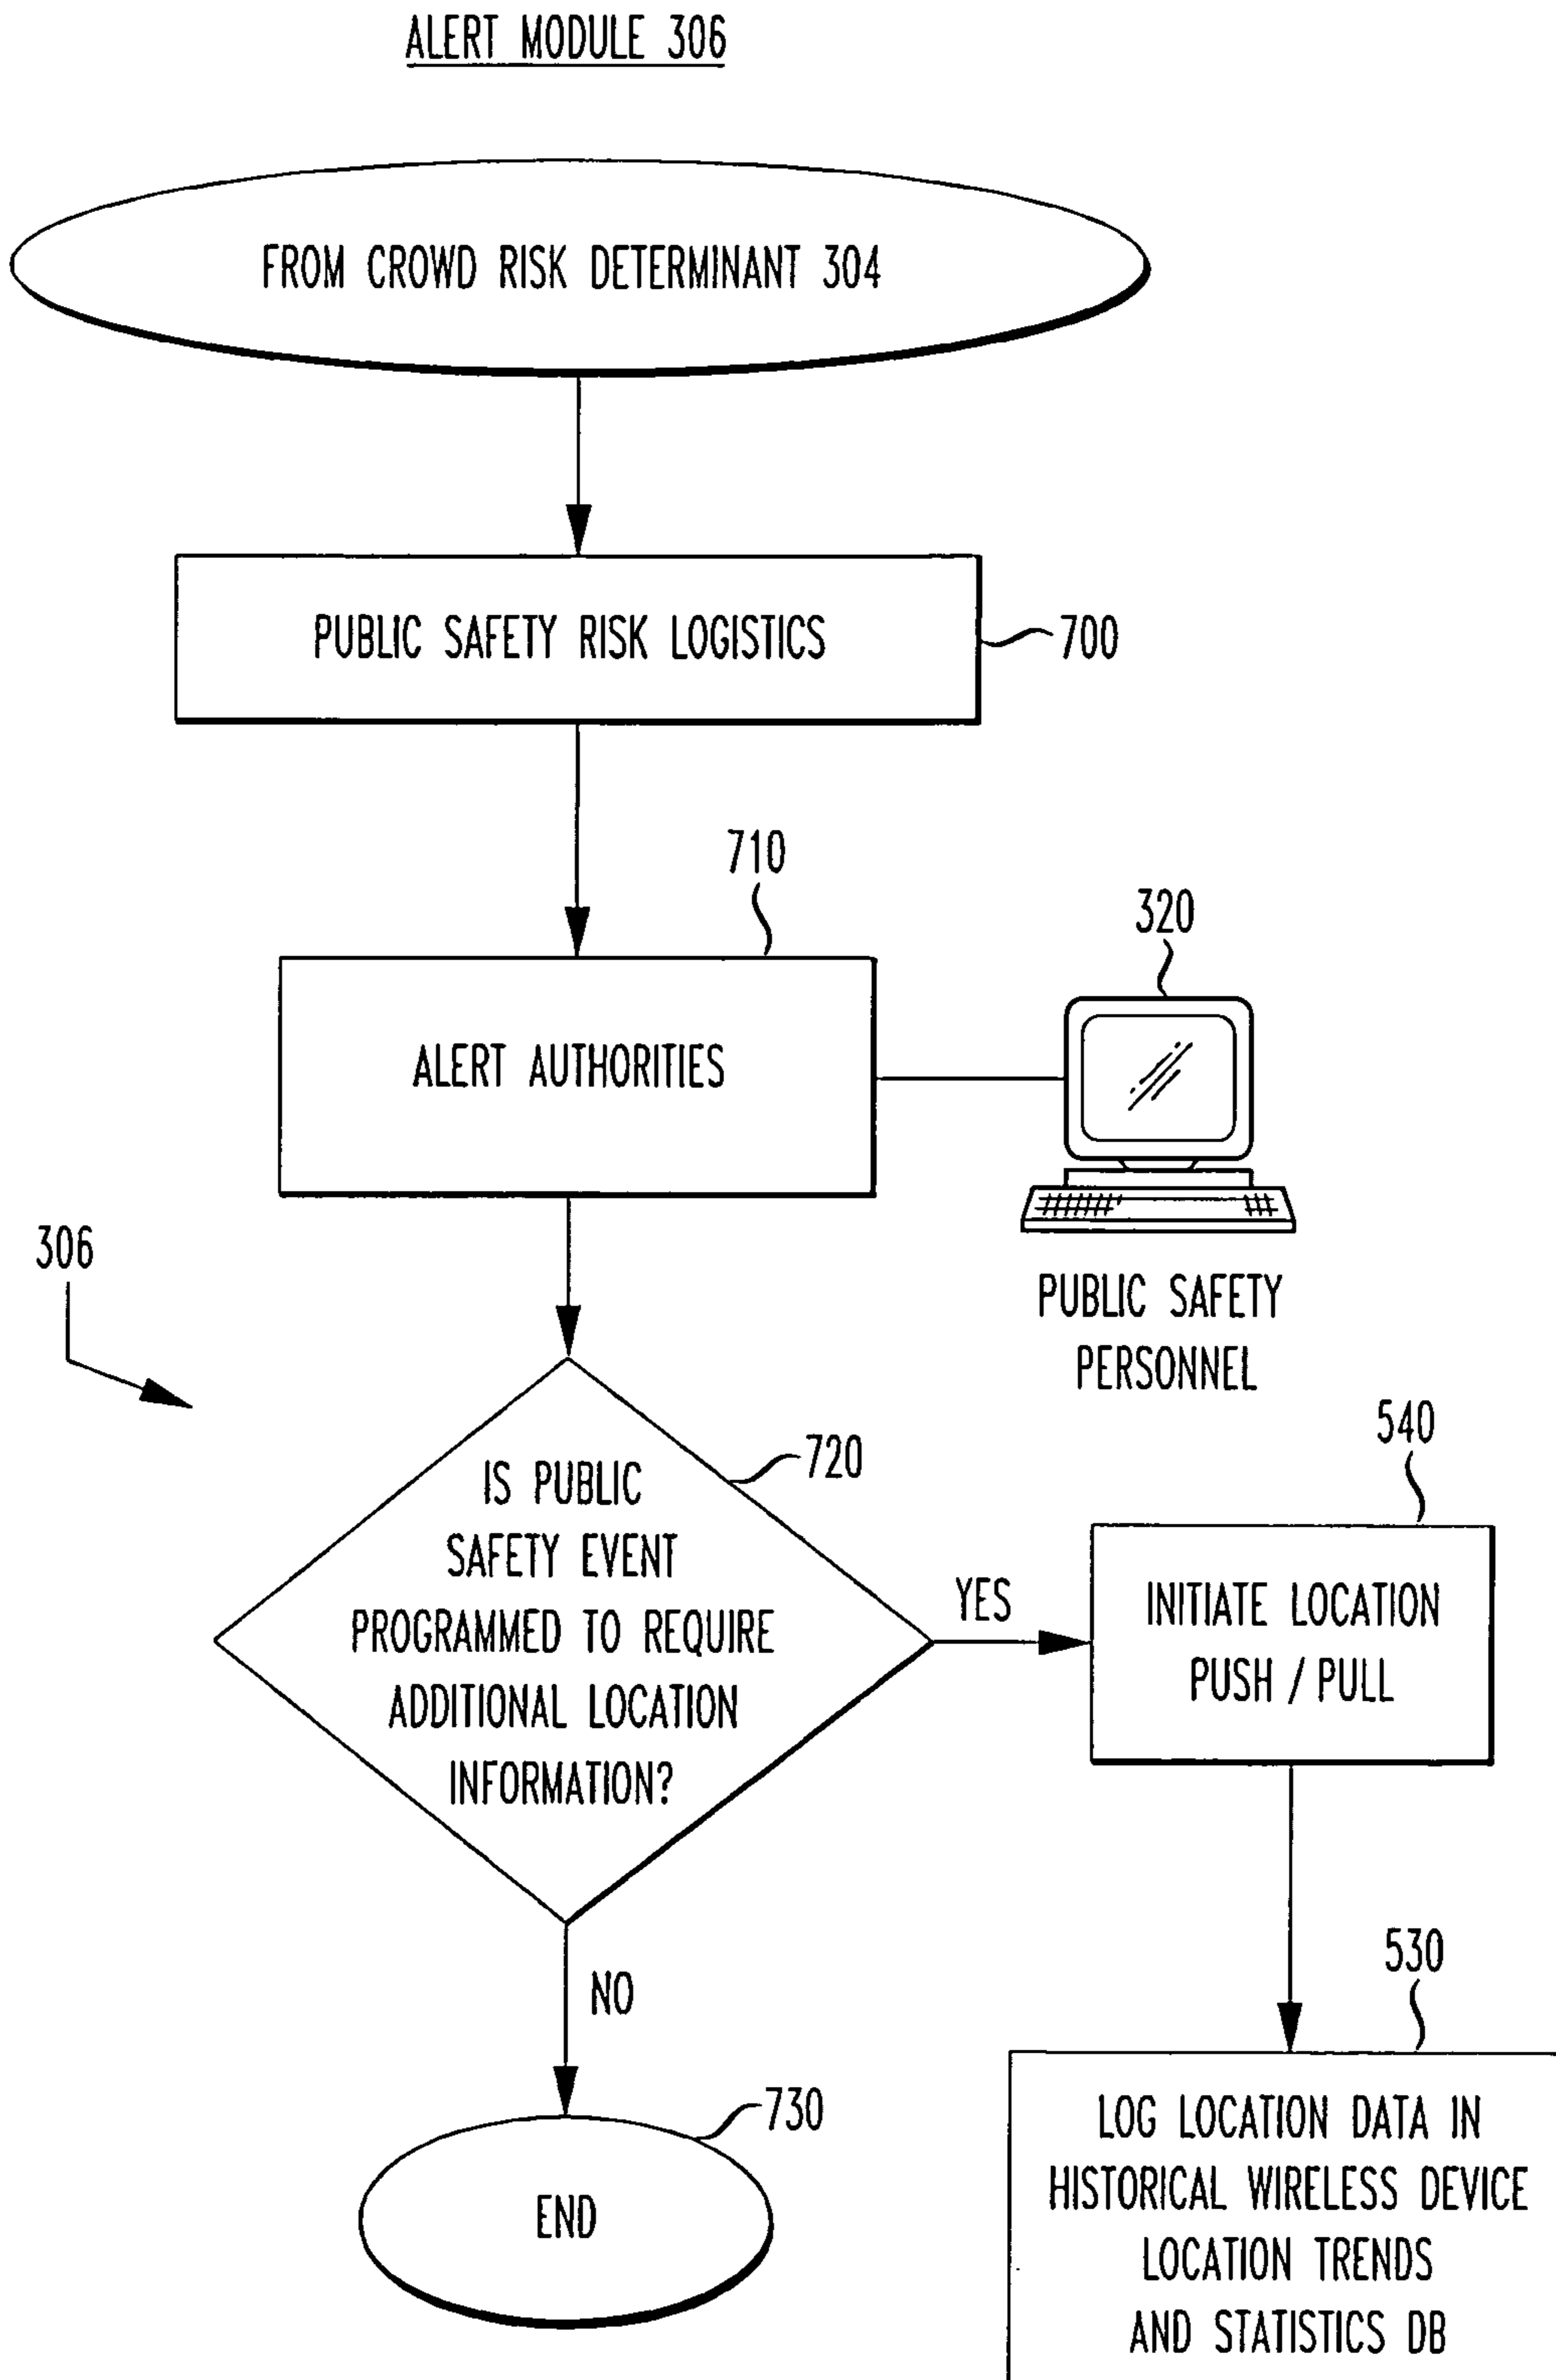 ALERT MODULE 306
FROM CROWD RISK DETERMINANT 304
PUBLIC SAFETY RISK LOGISTICS
700
710
ALERT AUTHORITIES
320
PUBLIC SAFETY
PERSONNEL
306
IS PUBLIC
SAFETY EVENT
PROGRAMMED TO REQUIRE
ADDITIONAL LOCATION
INFORMATION?
720
YES
540
INITIATE LOCATION
PUSH / PULL
NO
730
END
530
LOG LOCATION DATA IN
HISTORICAL WIRELESS DEVICE
LOCATION TRENDS
AND STATISTICS DB